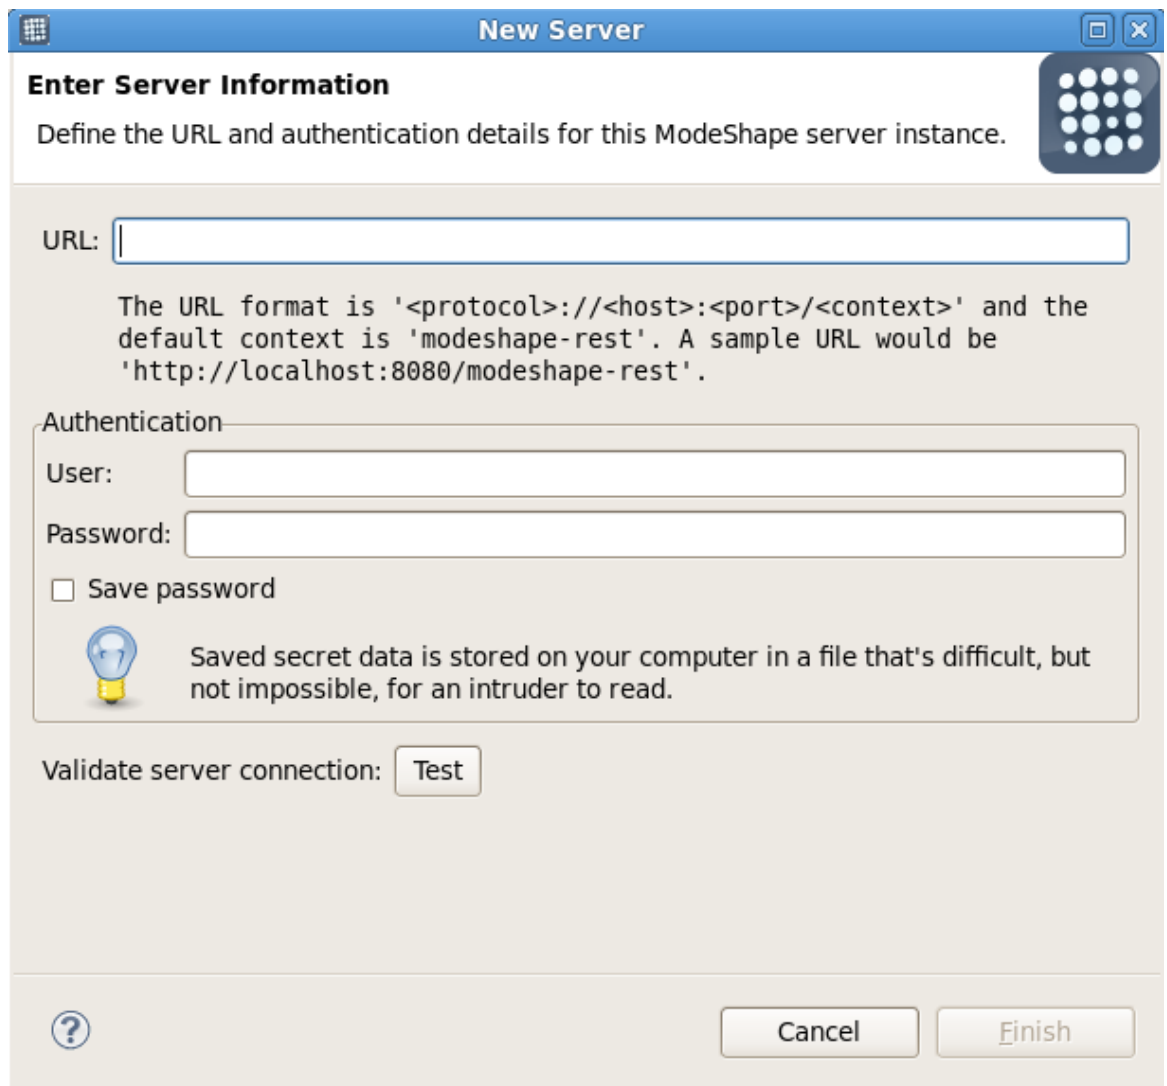 New Server
Enter Server Information
Define the URL and authentication details for this ModeShape server instance.
URL:
The URL format is '<protocol>://<host>:<port>/<context>' and the
default context is 'modeshape-rest'. A sample URL would be
'http://localhost:8080/modeshape-rest'.
Authentication
User:
Password:
Save password
Saved secret data is stored on your computer in a file that's difficult, but
not impossible, for an intruder to read.
Validate server connection: Test
? Cancel Finish